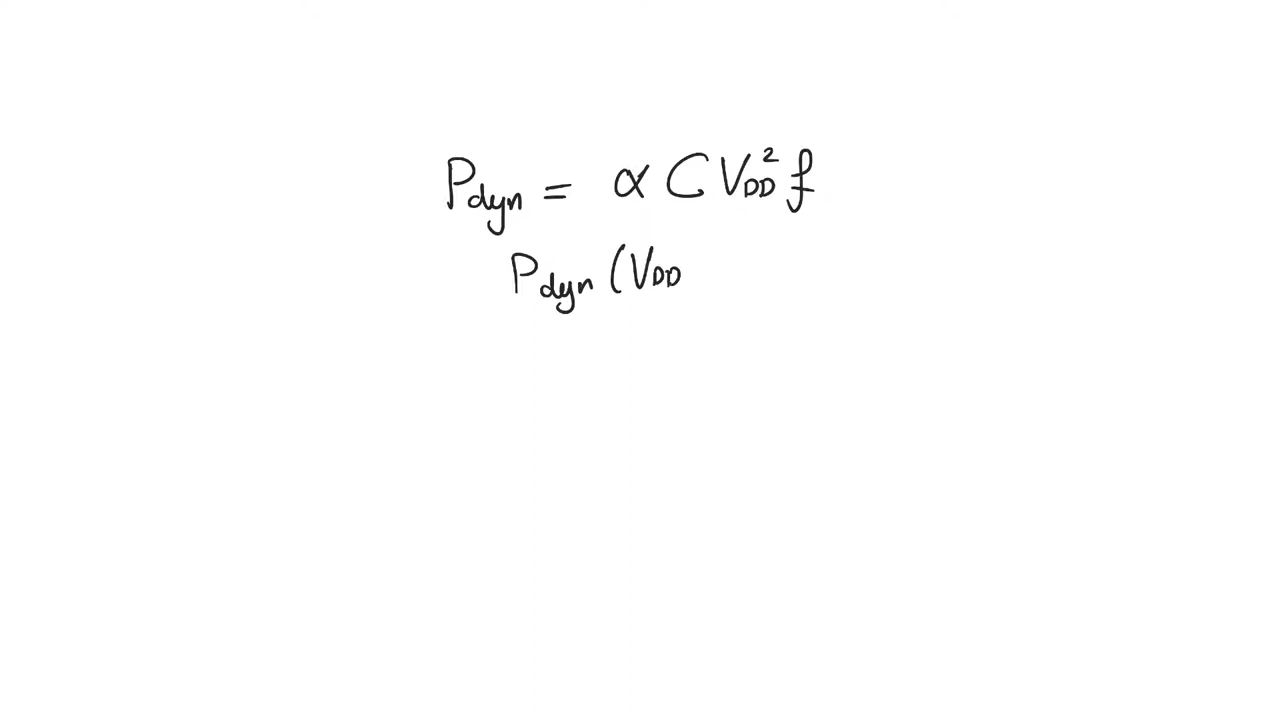 Pdyn = α C VDD² f
Pdyn (VDD